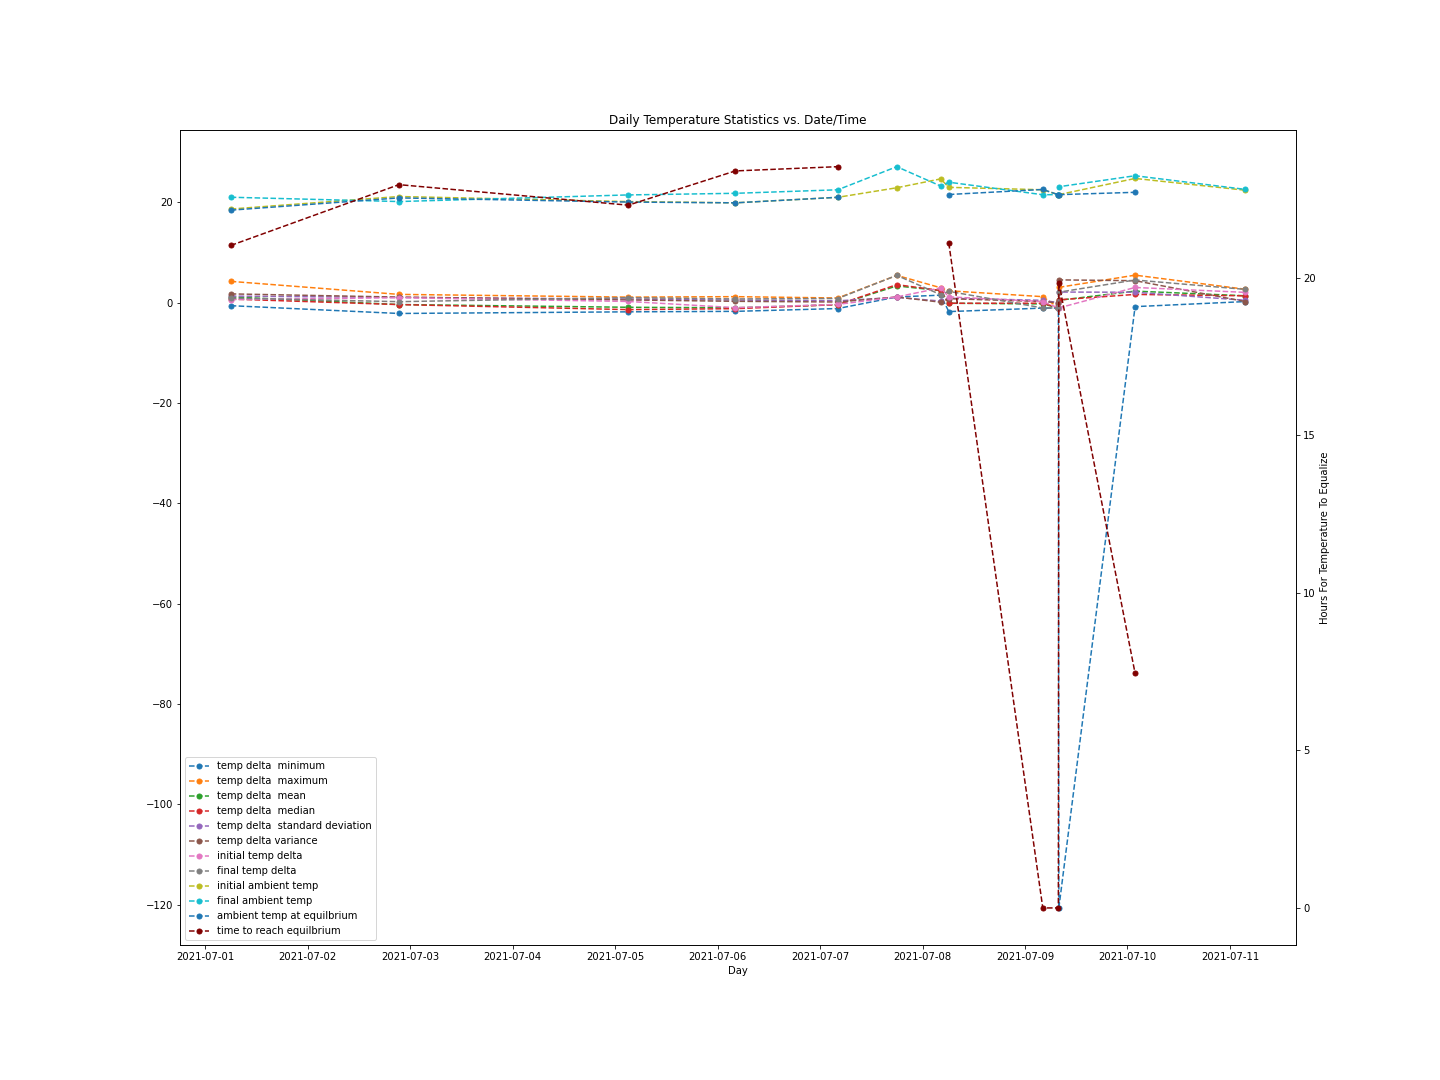 Daily Temperature Statistics vs. Date/Time
20
0
−20
−40
−60
−80
−100
−120
20
15
10
5
0
Hours For Temperature To Equalize
temp delta  minimum
temp delta  maximum
temp delta  mean
temp delta  median
temp delta  standard deviation
temp delta variance
initial temp delta
final temp delta
initial ambient temp
final ambient temp
ambient temp at equilbrium
time to reach equilbrium
2021-07-01 2021-07-02 2021-07-03 2021-07-04 2021-07-05 2021-07-06 2021-07-07 2021-07-08 2021-07-09 2021-07-10 2021-07-11
Day